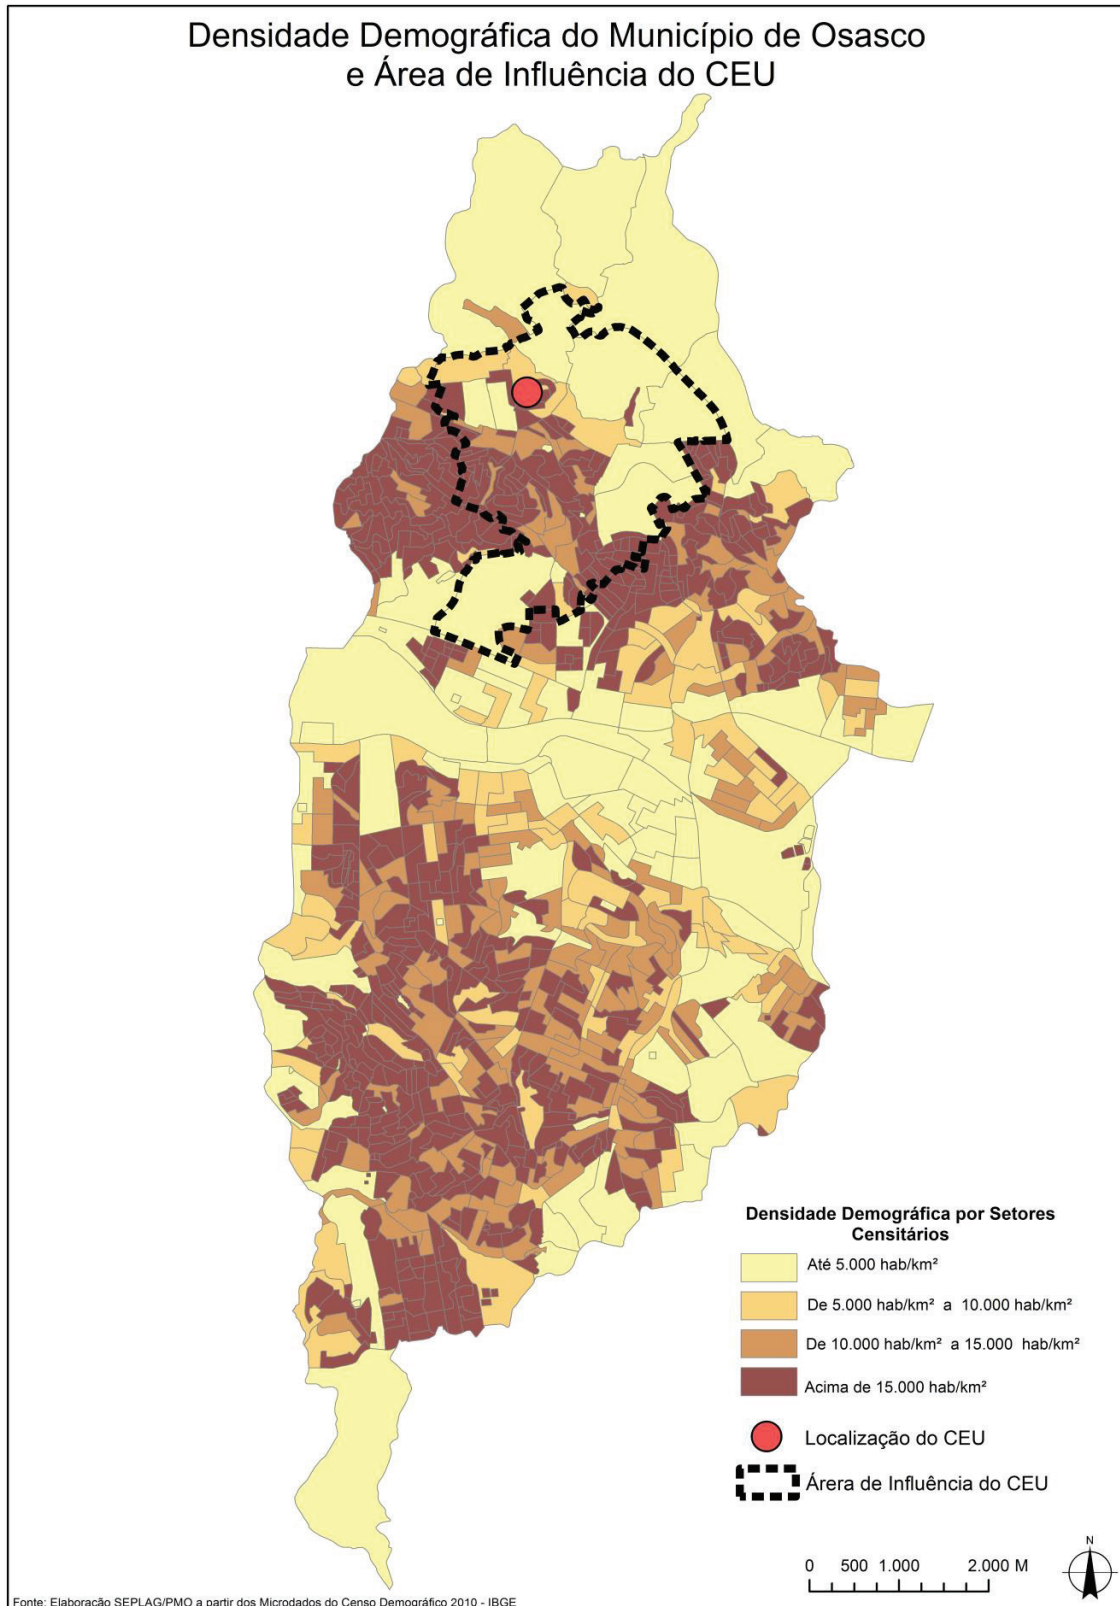 Densidade Demográfica do Município de Osasco
e Área de Influência do CEU
Densidade Demográfica por Setores
Censitários
Até 5.000 hab/km²
De 5.000 hab/km² a 10.000 hab/km²
De 10.000 hab/km² a 15.000 hab/km²
Acima de 15.000 hab/km²
Localização do CEU
Árera de Influência do CEU
N
0 500 1.000 2.000 M
Fonte: Elaboração SEPLAG/PMO a partir dos Microdados do Censo Demográfico 2010 - IBGE